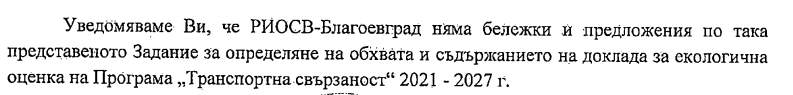 Уведомяваме Ви, че РИОСВ-Благоевград няма бележки и предложения по така
представеното Задание за определяне на обхвата и съдържанието на доклада за екологична
оценка на Програма „Транспортна свързаност“ 2021 - 2027 г.